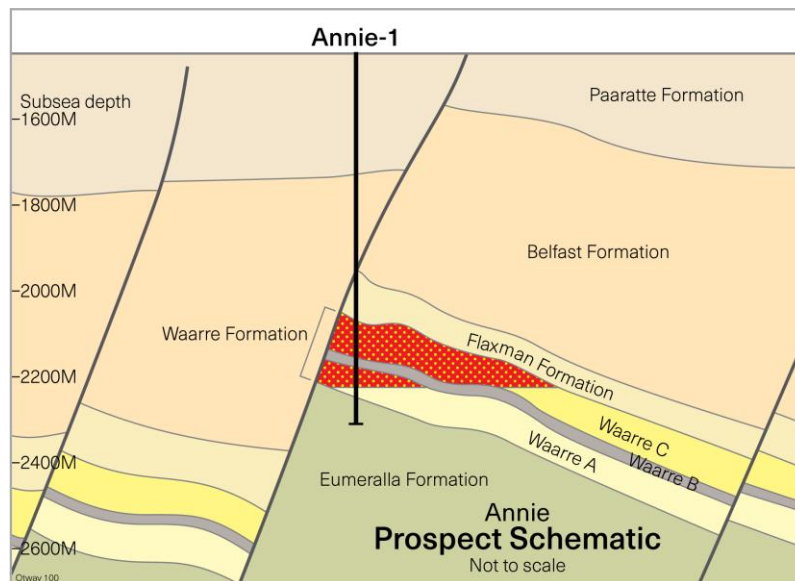 Annie-1
Subsea depth
Paaratte Formation
1600M
1800M
Belfast Formation
2000M
Waarre Formation
Flaxman Formation
2200M
Waarre C
Waarre B
Waarre A
2400M
Eumeralla Formation
Annie
Prospect Schematic
Not to scale
2600M
Otway 100